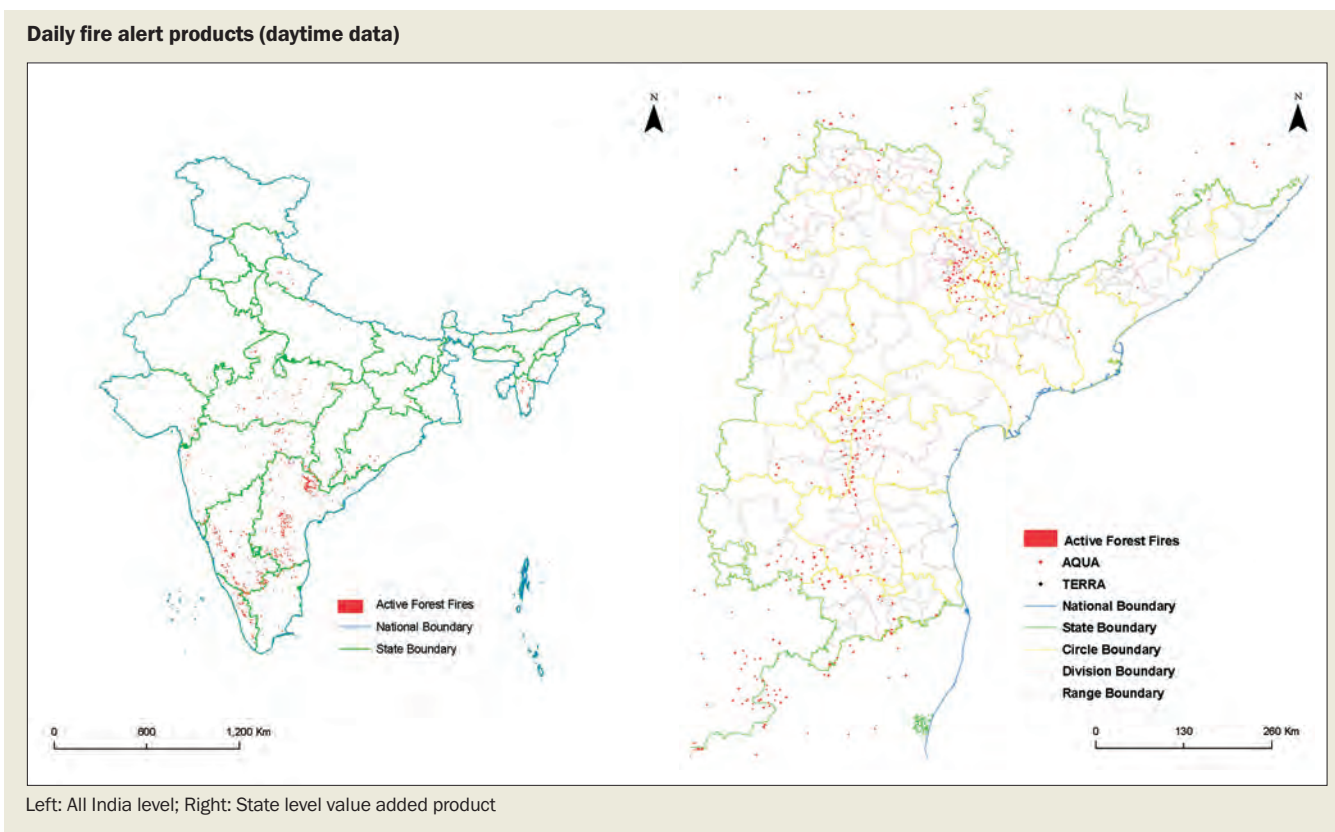 Daily fire alert products (daytime data)
N
Active Forest Fires
National Boundary
State Boundary
0 600 1,200 Km
N
Active Forest Fires
AQUA
TERRA
National Boundary
State Boundary
Circle Boundary
Division Boundary
Range Boundary
0 130 260 Km
Left: All India level; Right: State level value added product